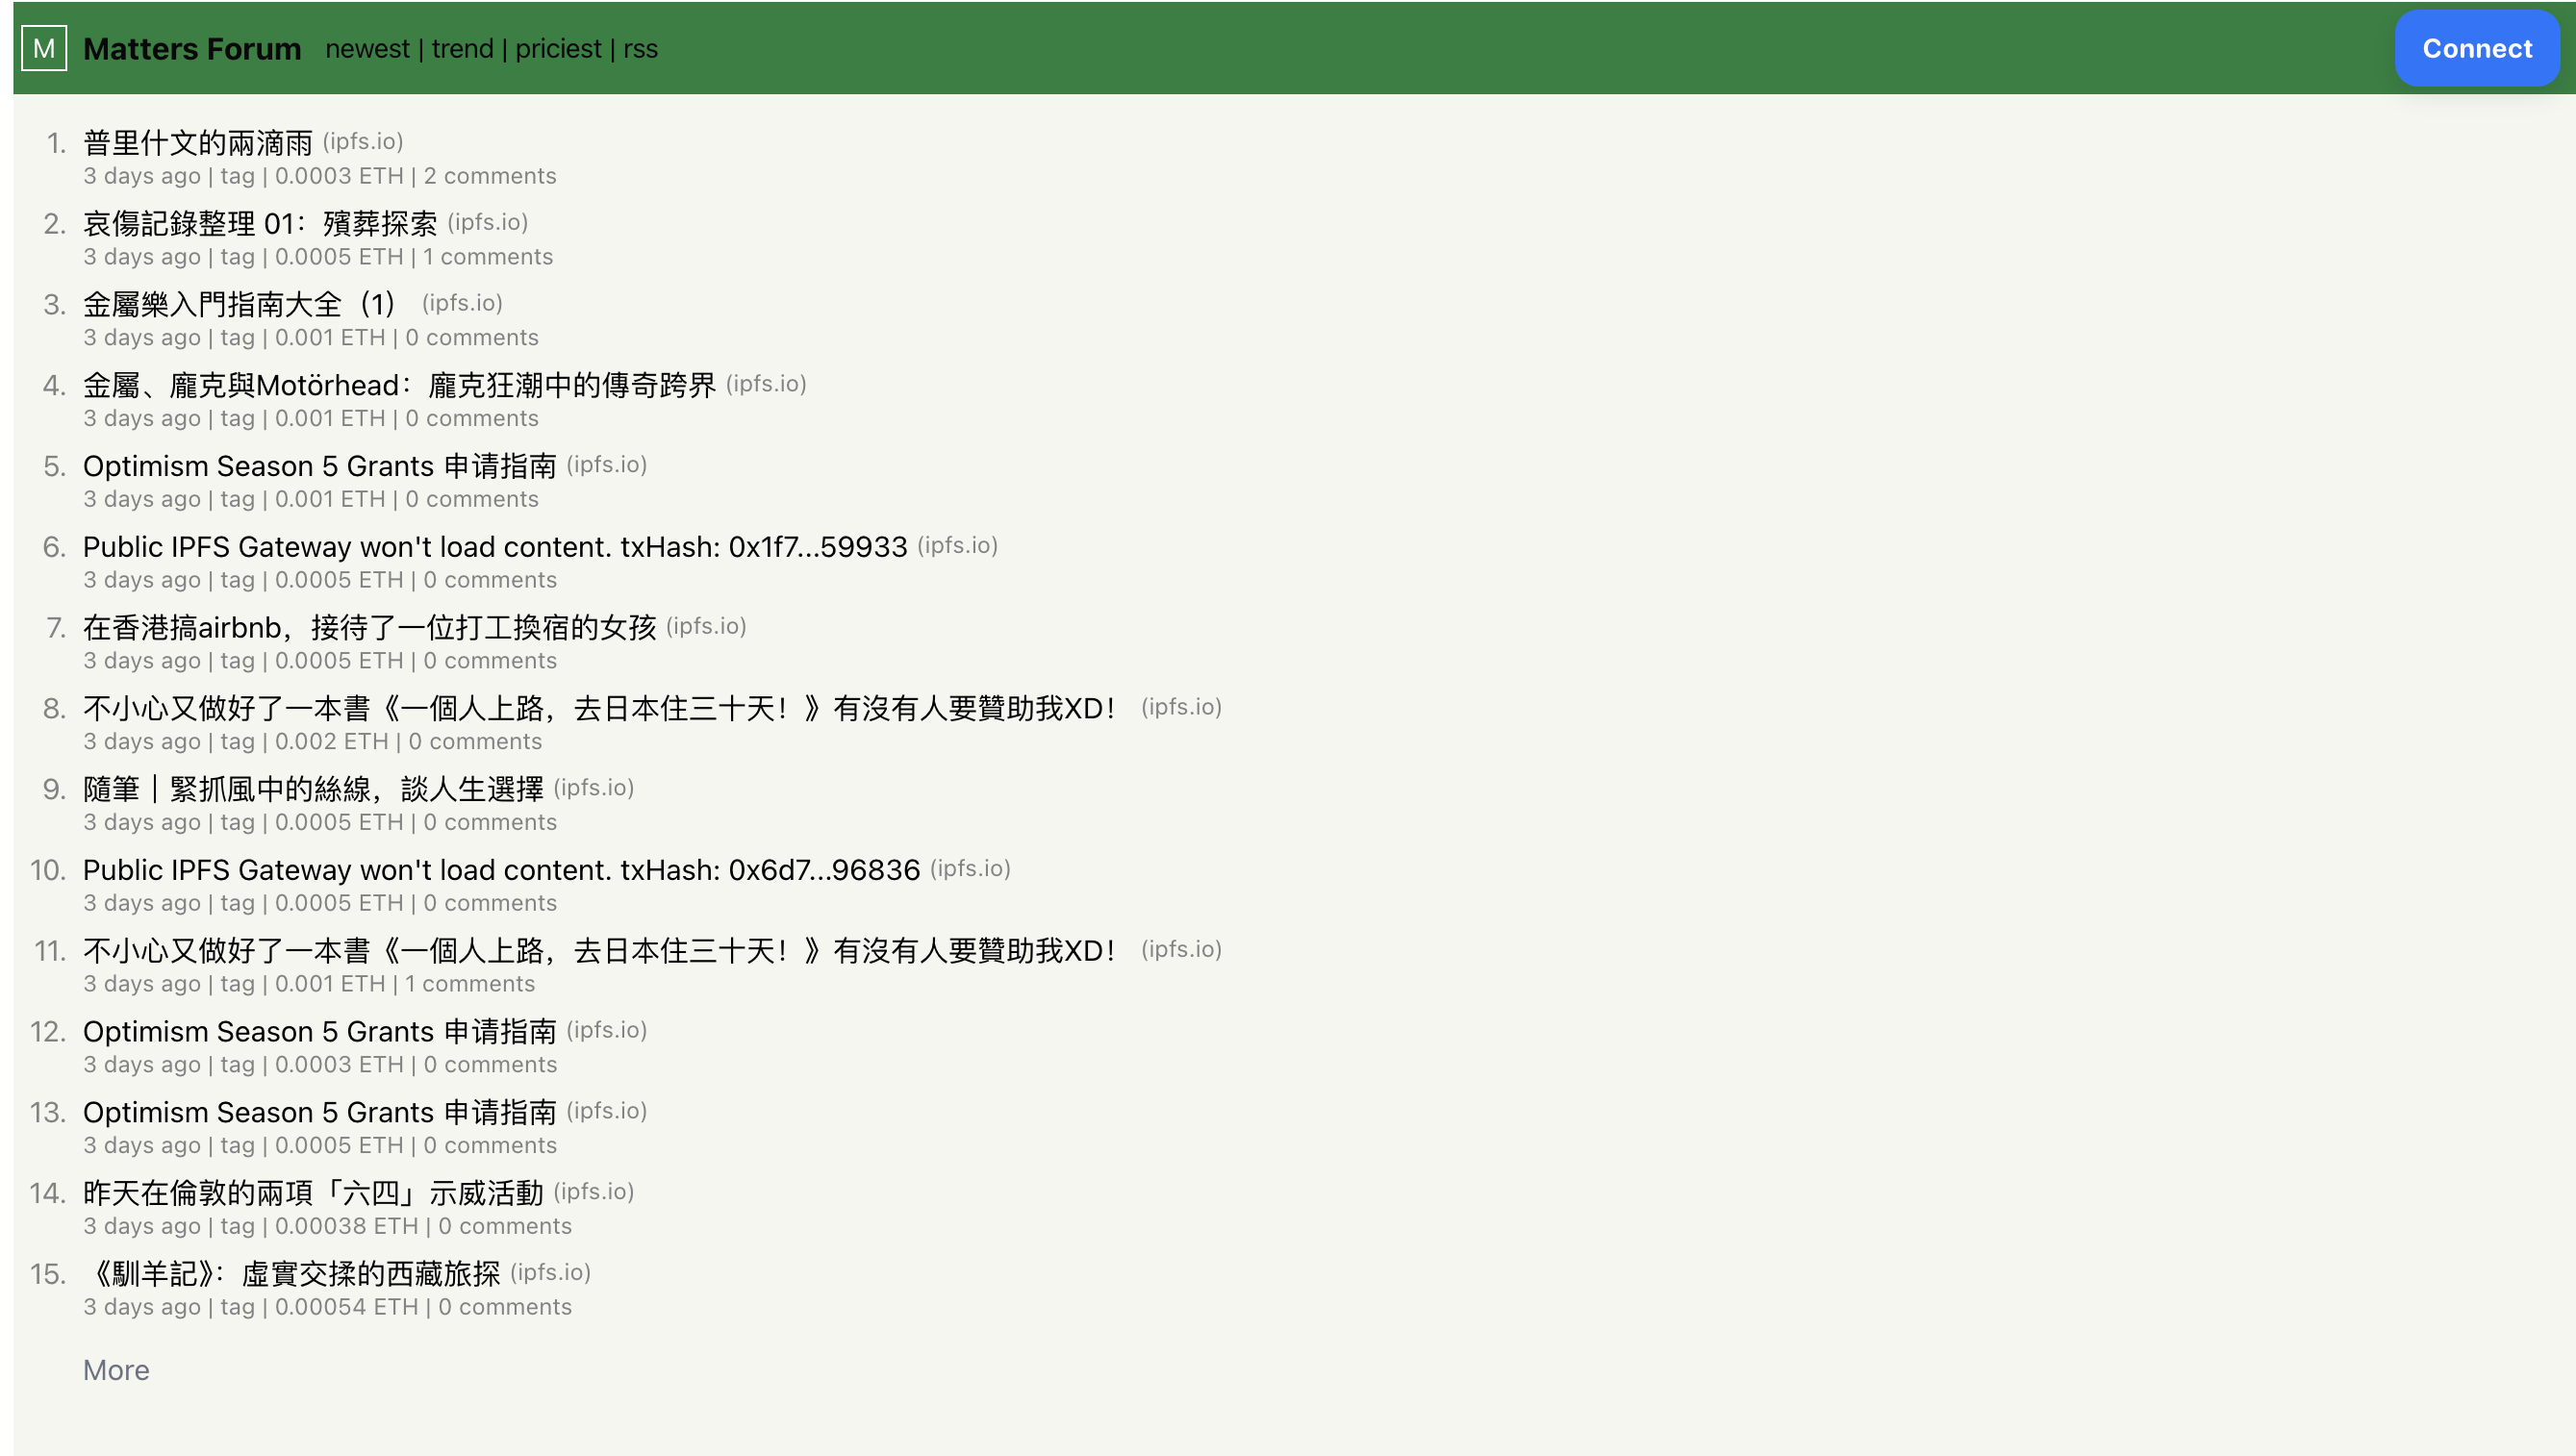 M Matters Forum newest | trend | priciest | rss Connect
1. 普里什文的兩滴雨 (ipfs.io)
3 days ago | tag | 0.0003 ETH | 2 comments
2. 哀傷記錄整理 01：殯葬探索 (ipfs.io)
3 days ago | tag | 0.0005 ETH | 1 comments
3. 金屬樂入門指南大全（1） (ipfs.io)
3 days ago | tag | 0.001 ETH | 0 comments
4. 金屬、龐克與Motörhead：龐克狂潮中的傳奇跨界 (ipfs.io)
3 days ago | tag | 0.001 ETH | 0 comments
5. Optimism Season 5 Grants 申请指南 (ipfs.io)
3 days ago | tag | 0.001 ETH | 0 comments
6. Public IPFS Gateway won't load content. txHash: 0x1f7...59933 (ipfs.io)
3 days ago | tag | 0.0005 ETH | 0 comments
7. 在香港搞airbnb，接待了一位打工換宿的女孩 (ipfs.io)
3 days ago | tag | 0.0005 ETH | 0 comments
8. 不小心又做好了一本書《一個人上路，去日本住三十天！》有沒有人要贊助我XD！ (ipfs.io)
3 days ago | tag | 0.002 ETH | 0 comments
9. 隨筆｜緊抓風中的絲線，談人生選擇 (ipfs.io)
3 days ago | tag | 0.0005 ETH | 0 comments
10. Public IPFS Gateway won't load content. txHash: 0x6d7...96836 (ipfs.io)
3 days ago | tag | 0.0005 ETH | 0 comments
11. 不小心又做好了一本書《一個人上路，去日本住三十天！》有沒有人要贊助我XD！ (ipfs.io)
3 days ago | tag | 0.001 ETH | 1 comments
12. Optimism Season 5 Grants 申请指南 (ipfs.io)
3 days ago | tag | 0.0003 ETH | 0 comments
13. Optimism Season 5 Grants 申请指南 (ipfs.io)
3 days ago | tag | 0.0005 ETH | 0 comments
14. 昨天在倫敦的兩項「六四」示威活動 (ipfs.io)
3 days ago | tag | 0.00038 ETH | 0 comments
15. 《馴羊記》：虛實交揉的西藏旅探 (ipfs.io)
3 days ago | tag | 0.00054 ETH | 0 comments
More